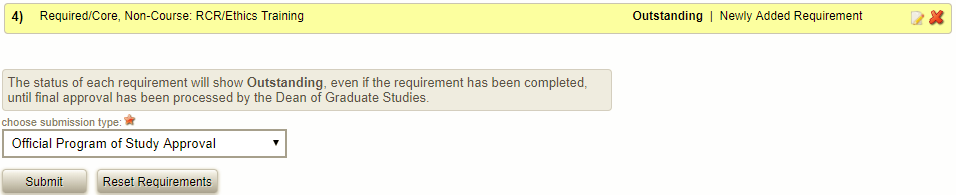 4) Required/Core, Non-Course: RCR/Ethics Training Outstanding | Newly Added Requirement
The status of each requirement will show Outstanding, even if the requirement has been completed,
until final approval has been processed by the Dean of Graduate Studies.
choose submission type:
Official Program of Study Approval
Submit Reset Requirements